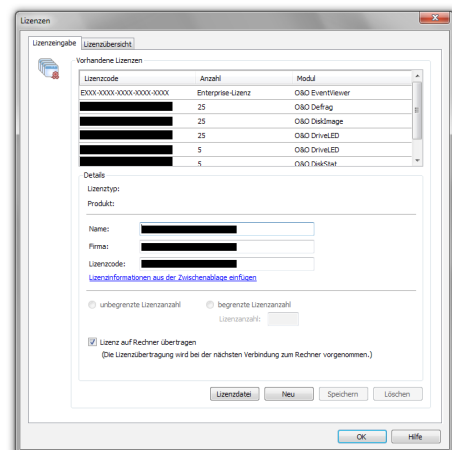 Lizenzen
Lizenzeingabe Lizenzübersicht
Vorhandene Lizenzen
Lizenzcode Anzahl Modul
EXXX-XXXX-XXXX-XXXX-XXXX Enterprise-Lizenz O&O EventViewer
25 O&O Defrag
25 O&O DiskImage
25 O&O DriveLED
5 O&O DriveLED
5 O&O DiskStat
Details
Lizenztyp:
Produkt:
Name:
Firma:
Lizenzcode:
Lizenzinformationen aus der Zwischenablage einfügen
unbegrenzte Lizenzanzahl begrenzte Lizenzanzahl
Lizenzanzahl:
Lizenz auf Rechner übertragen
(Die Lizenzübertragung wird bei der nächsten Verbindung zum Rechner vorgenommen.)
Lizenzdatei Neu Speichern Löschen
OK Hilfe